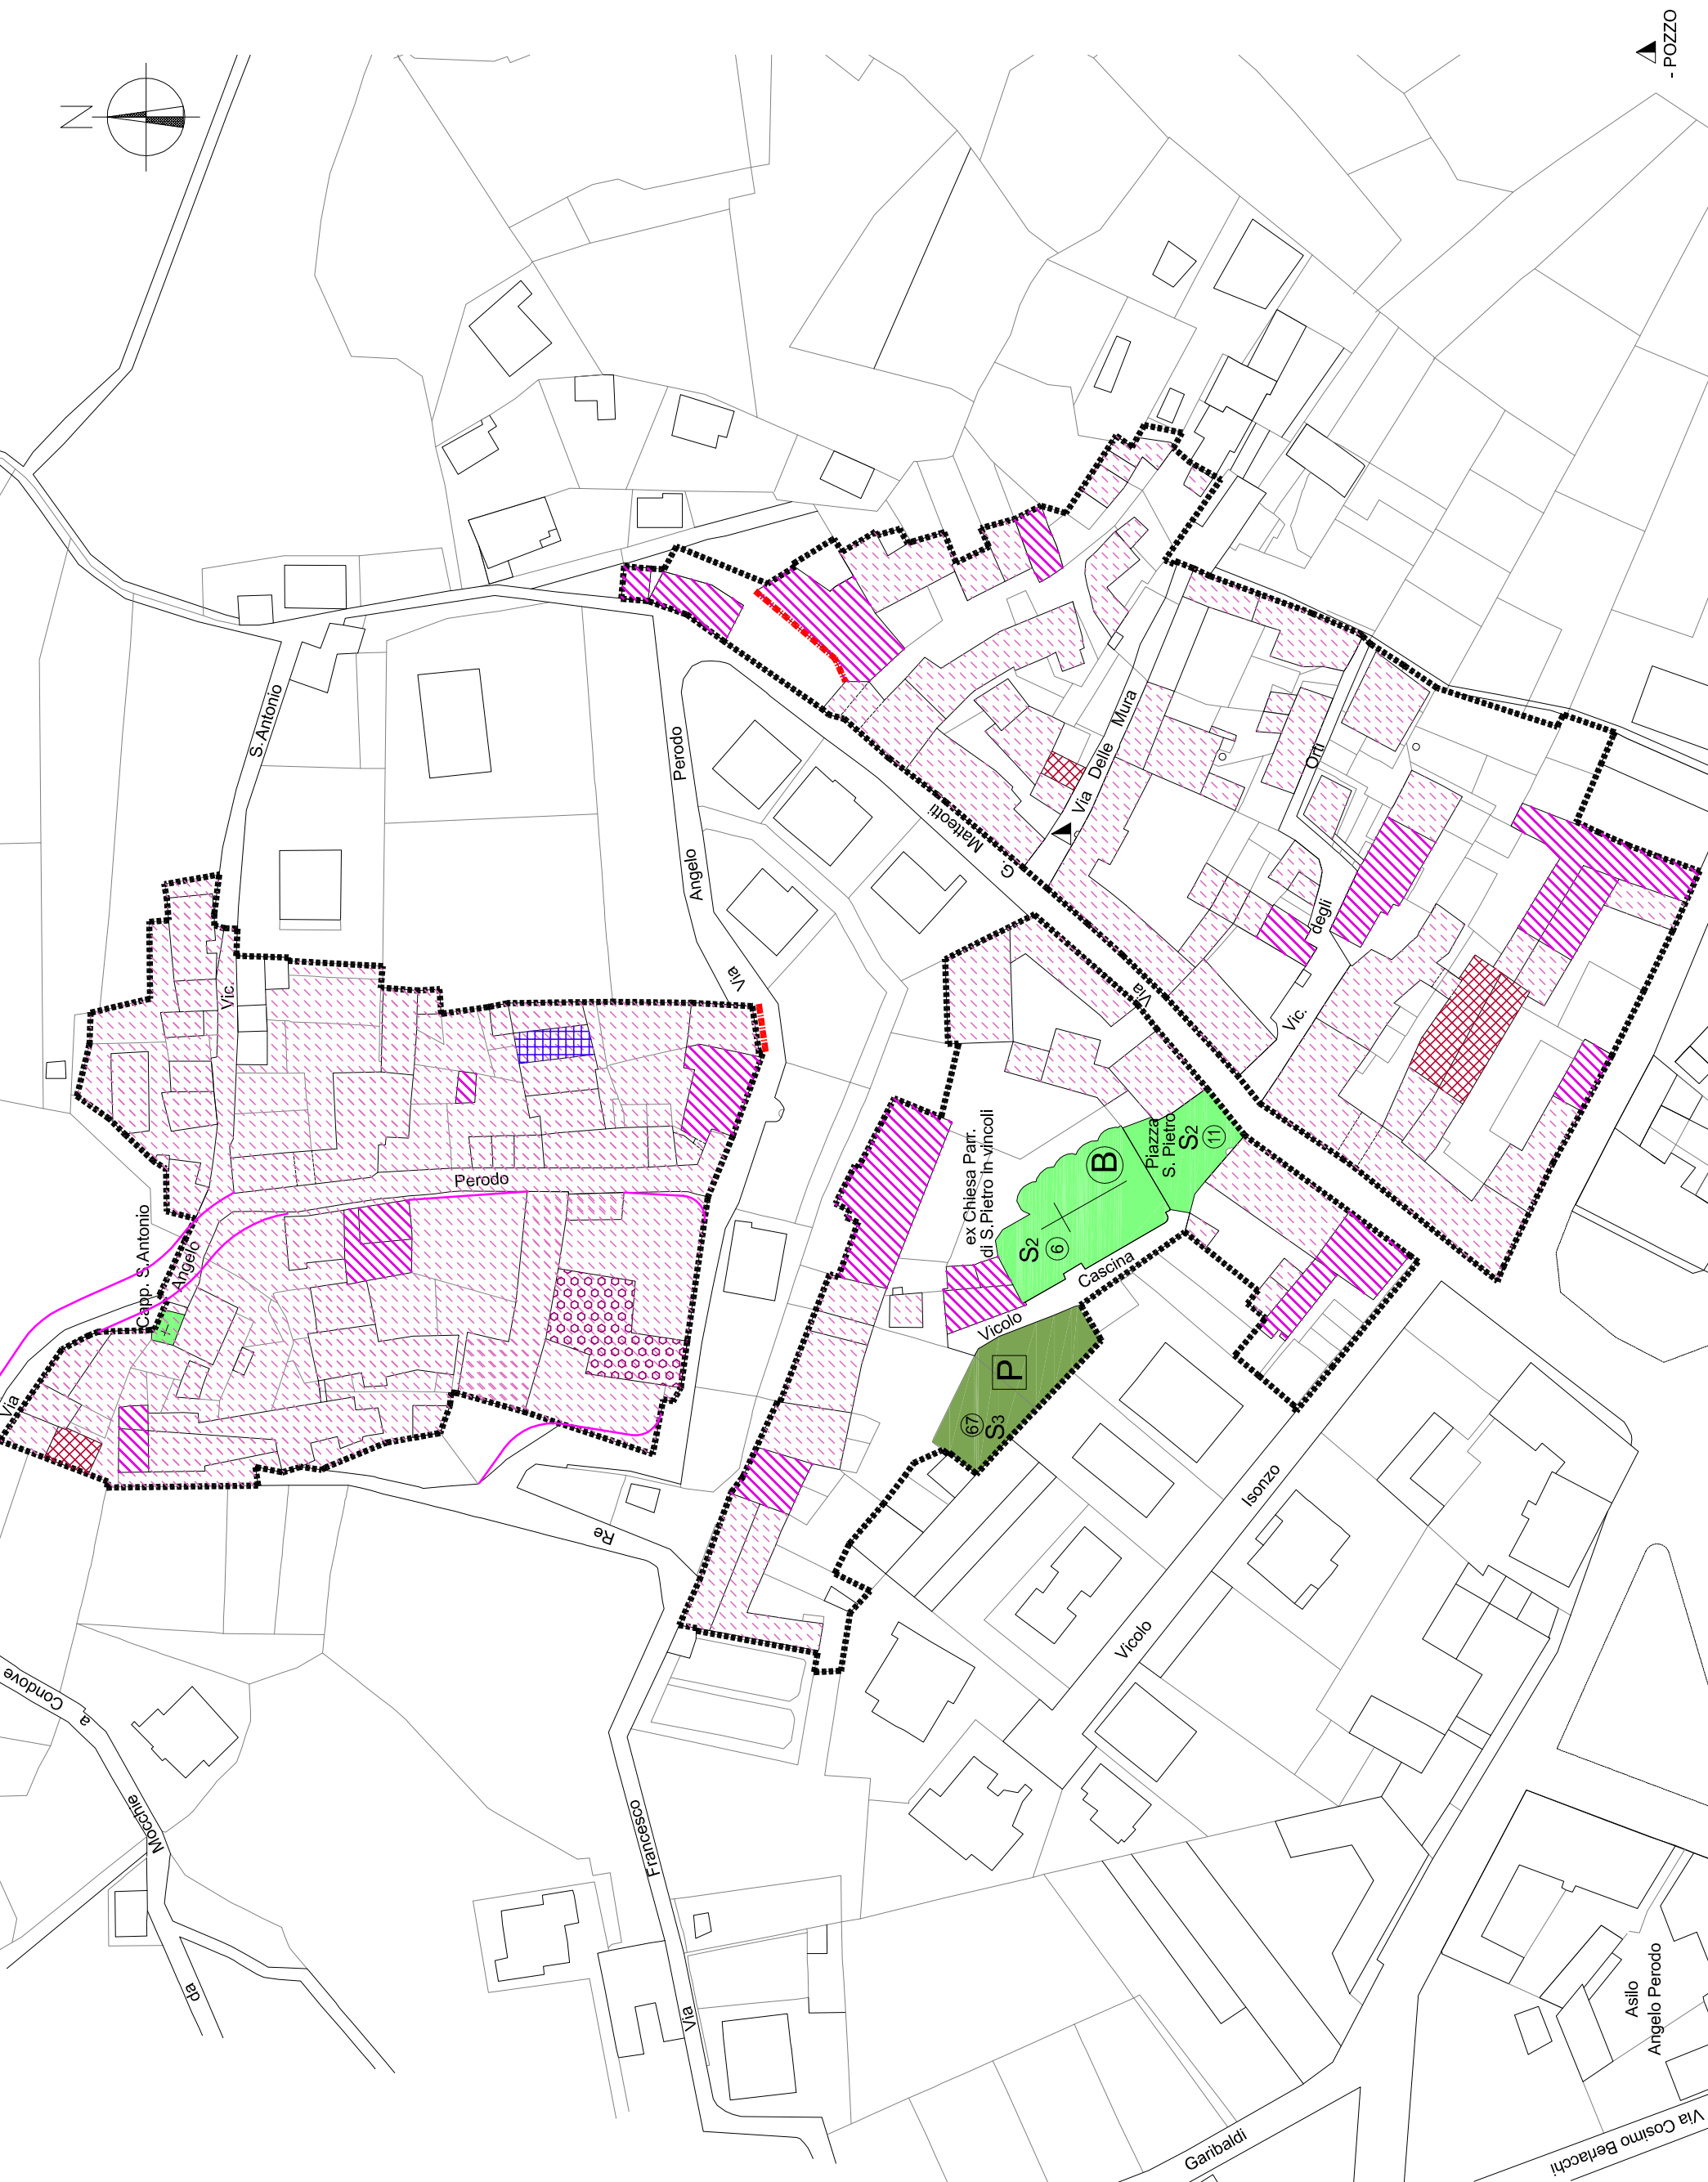 - POZZO
N
S. Antonio
Vic.
Perodo
Angelo
Via
Matteotti
G.
Via
Via Delle Mura
Orti
degli
Vic.
Perodo
Angelo
Via
Capp. S.Antonio
ex Chiesa Parr.
di S.Pietro In vincoli
B
Piazza
S. Pietro
S2
11
S2
6
Cascina
Vicolo
P
67
S3
Isonzo
Vicolo
Re
Francesco
Via
Condove
a
Mocchie
da
Garibaldi
Asilo
Angelo Perodo
Via Cosimo Berlacchi